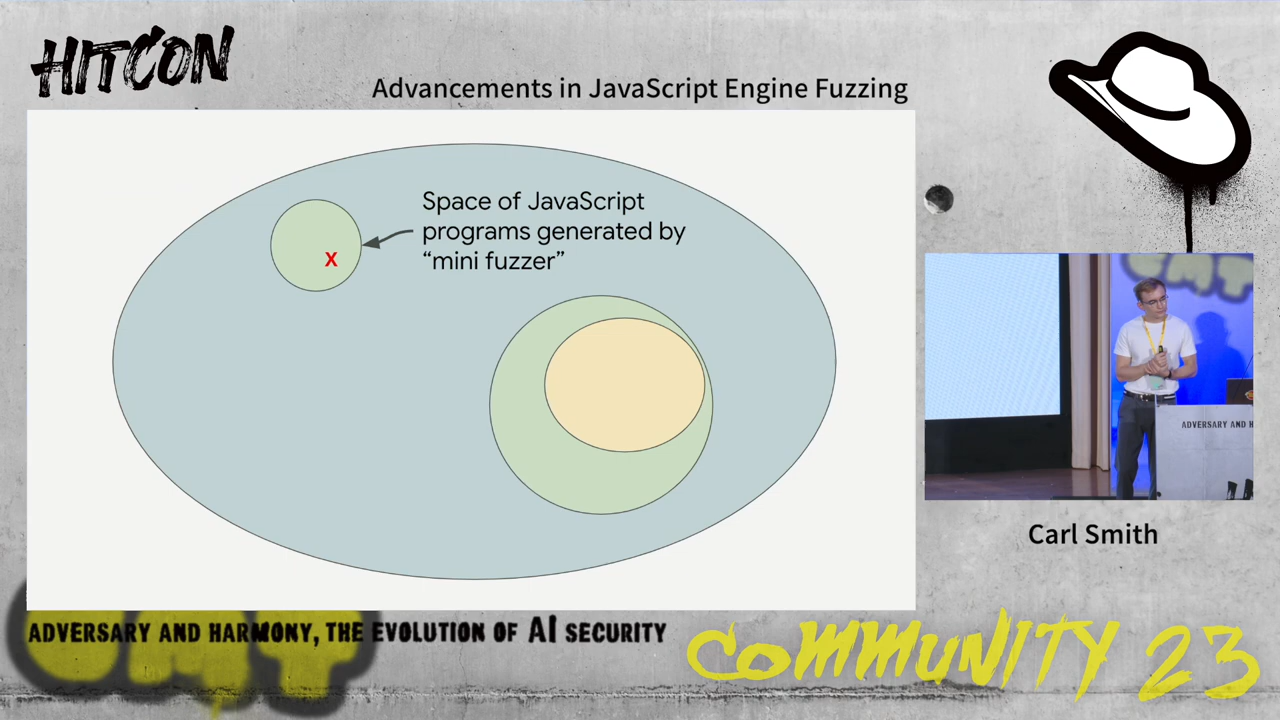 HITCON
Advancements in JavaScript Engine Fuzzing
Space of JavaScript
programs generated by
“mini fuzzer”
X
ADVERSARY AND H
Carl Smith
ADVERSARY AND HARMONY, THE EVOLUTION OF AI SECURITY
COMMUNITY 23